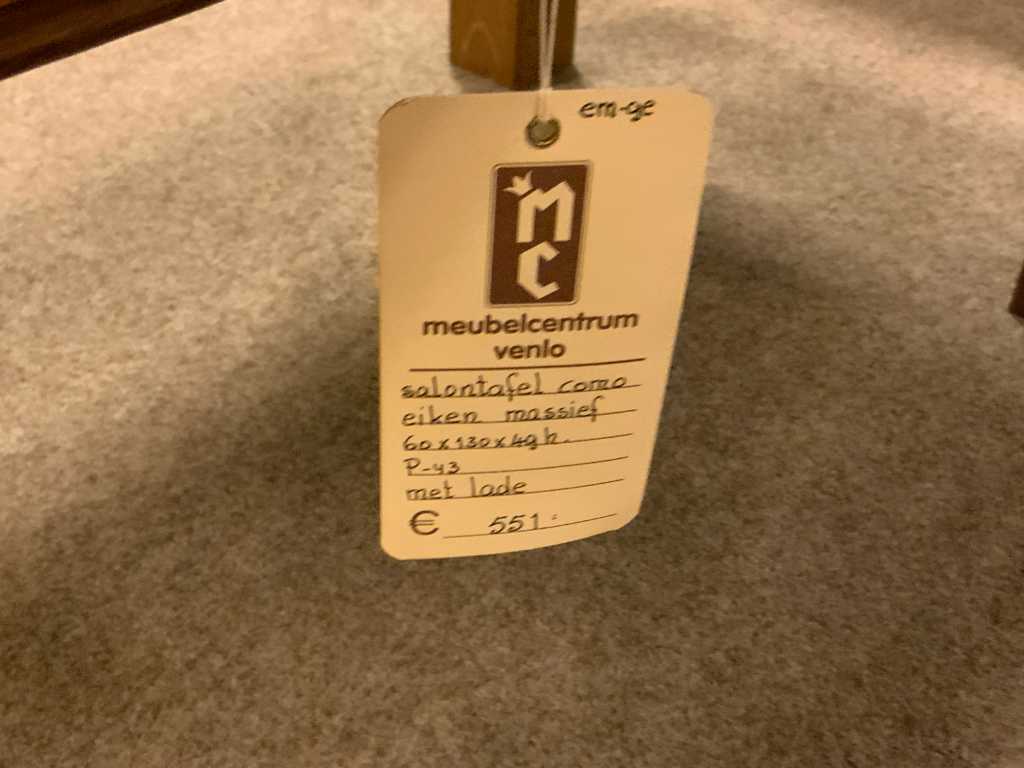 em-ge
MC
meubelcentrum
venlo
salontafel como
eiken massief
60 x 130 x 49 h.
P-43
met lade
€ 551: